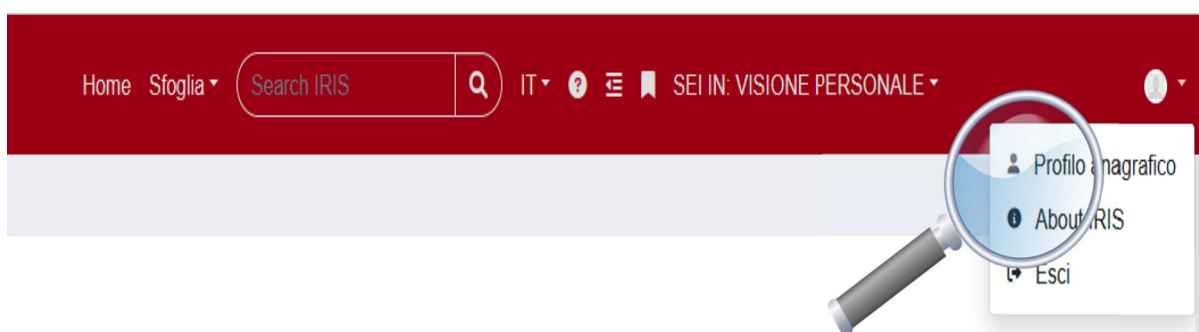 Home Sfoglia Search IRIS IT ? SEI IN: VISIONE PERSONALE
Profilo anagrafico
About IRIS
Esci